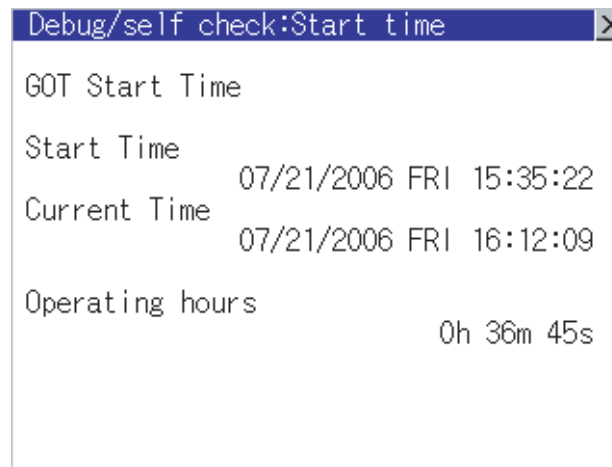 Debug/self check:Start time
GOT Start Time
Start Time
07/21/2006 FRI 15:35:22
Current Time
07/21/2006 FRI 16:12:09
Operating hours
0h 36m 45s